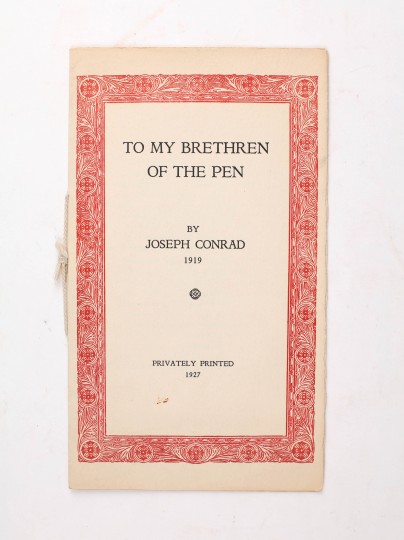 TO MY BRETHREN
OF THE PEN
BY
JOSEPH CONRAD
1919
PRIVATELY PRINTED
1927